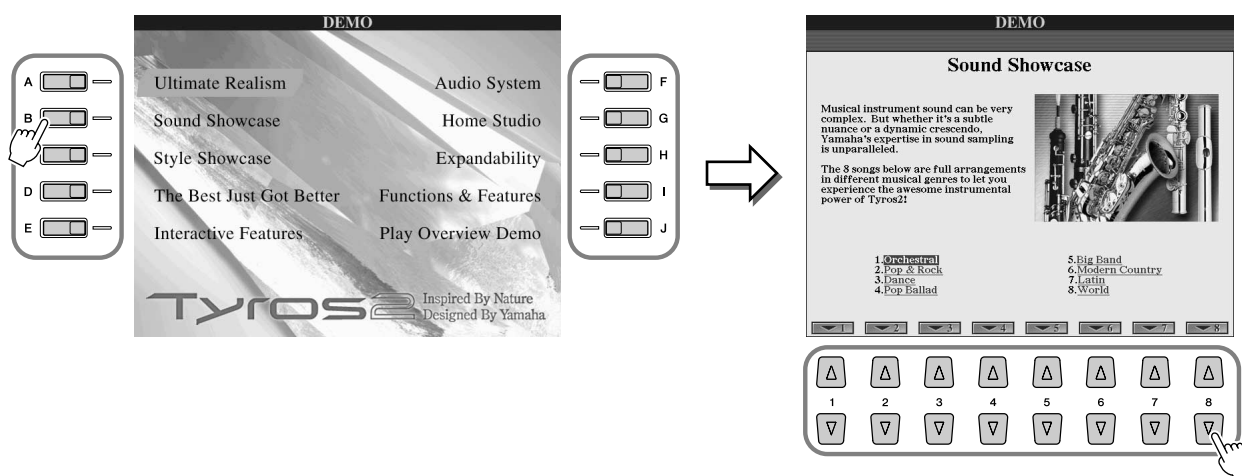 DEMO
A
B
D
E
Ultimate Realism
Sound Showcase
Style Showcase
The Best Just Got Better
Interactive Features
Audio System
Home Studio
Expandability
Functions & Features
Play Overview Demo
F
G
H
I
J
Tyros2
Inspired By Nature
Designed By Yamaha
DEMO
Sound Showcase
Musical instrument sound can be very
complex. But whether it's a subtle
nuance or a dynamic crescendo,
Yamaha's expertise in sound sampling
is unparalleled.
The 8 songs below are full arrangements
in different musical genres to let you
experience the awesome instrumental
power of Tyros2!
1.Orchestral
2.Pop & Rock
3.Dance
4.Pop Ballad
5.Big Band
6.Modern Country
7.Latin
8.World
1 2 3 4 5 6 7 8
1 2 3 4 5 6 7 8